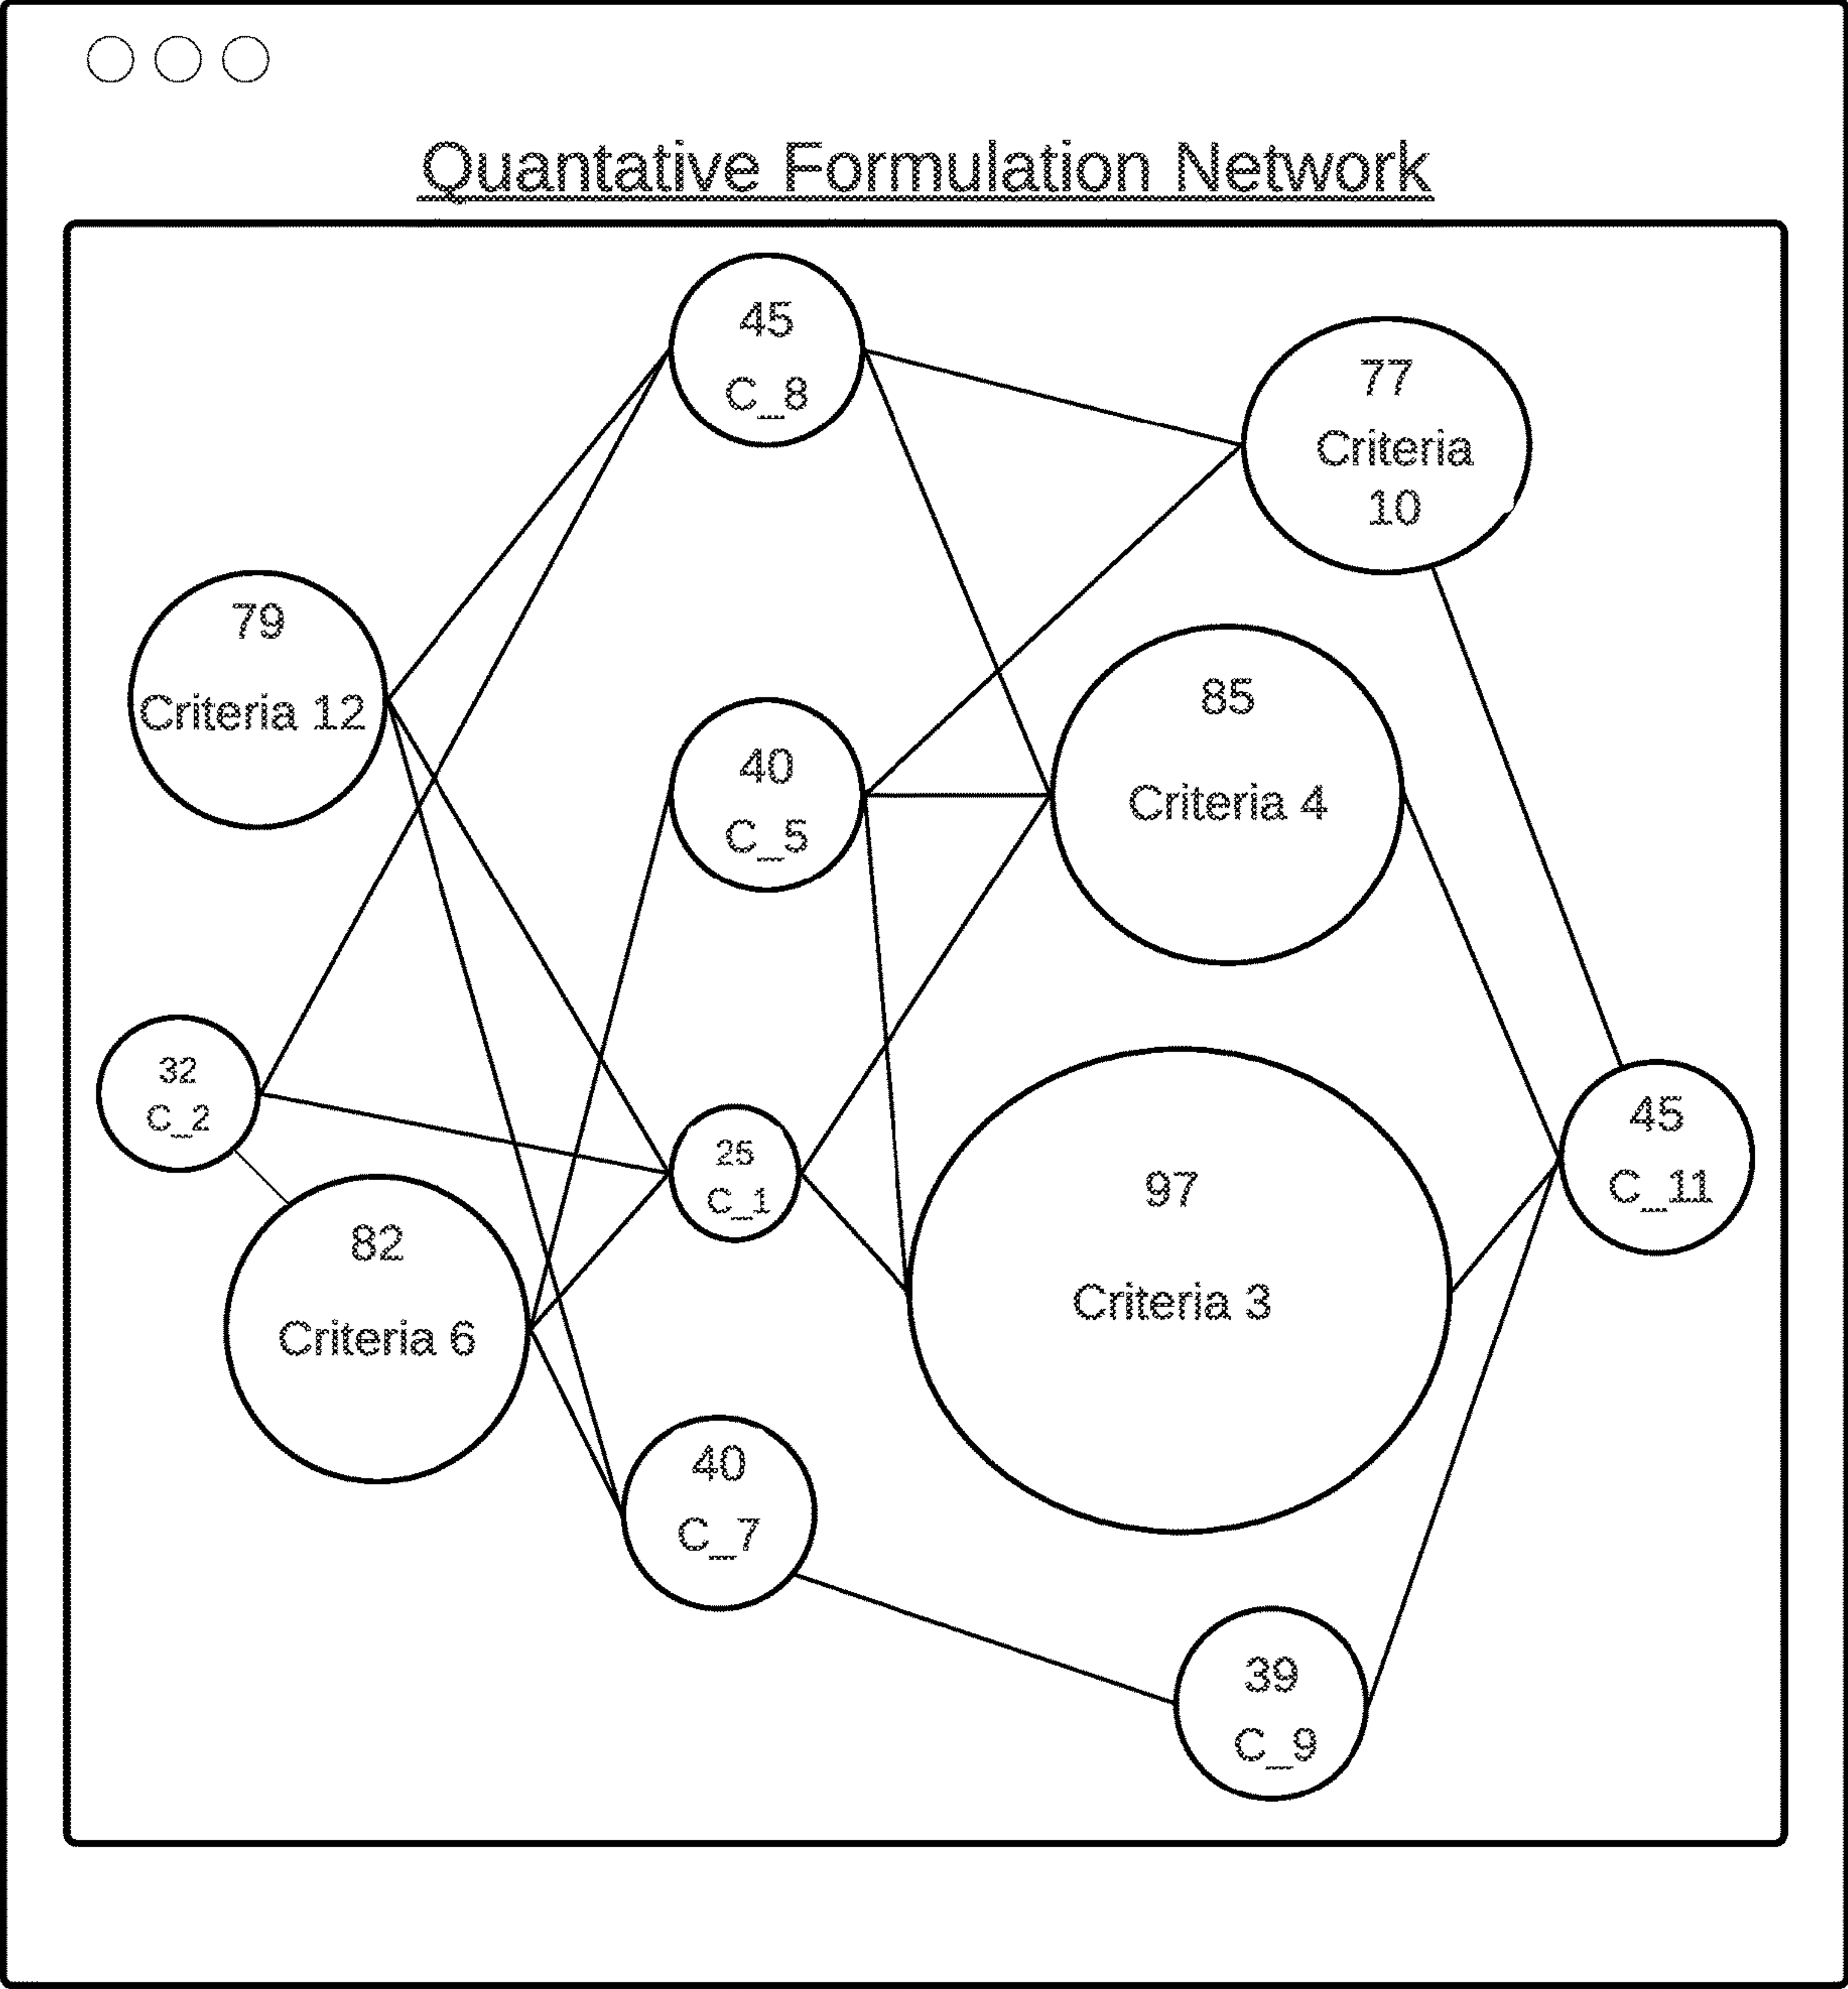 Quantative Formulation Network
45
C_8
77
Criteria
10
79
Criteria 12
85
Criteria 4
40
C_5
32
C_2
25
C_1
45
C_11
97
Criteria 3
82
Criteria 6
40
C_7
39
C_9